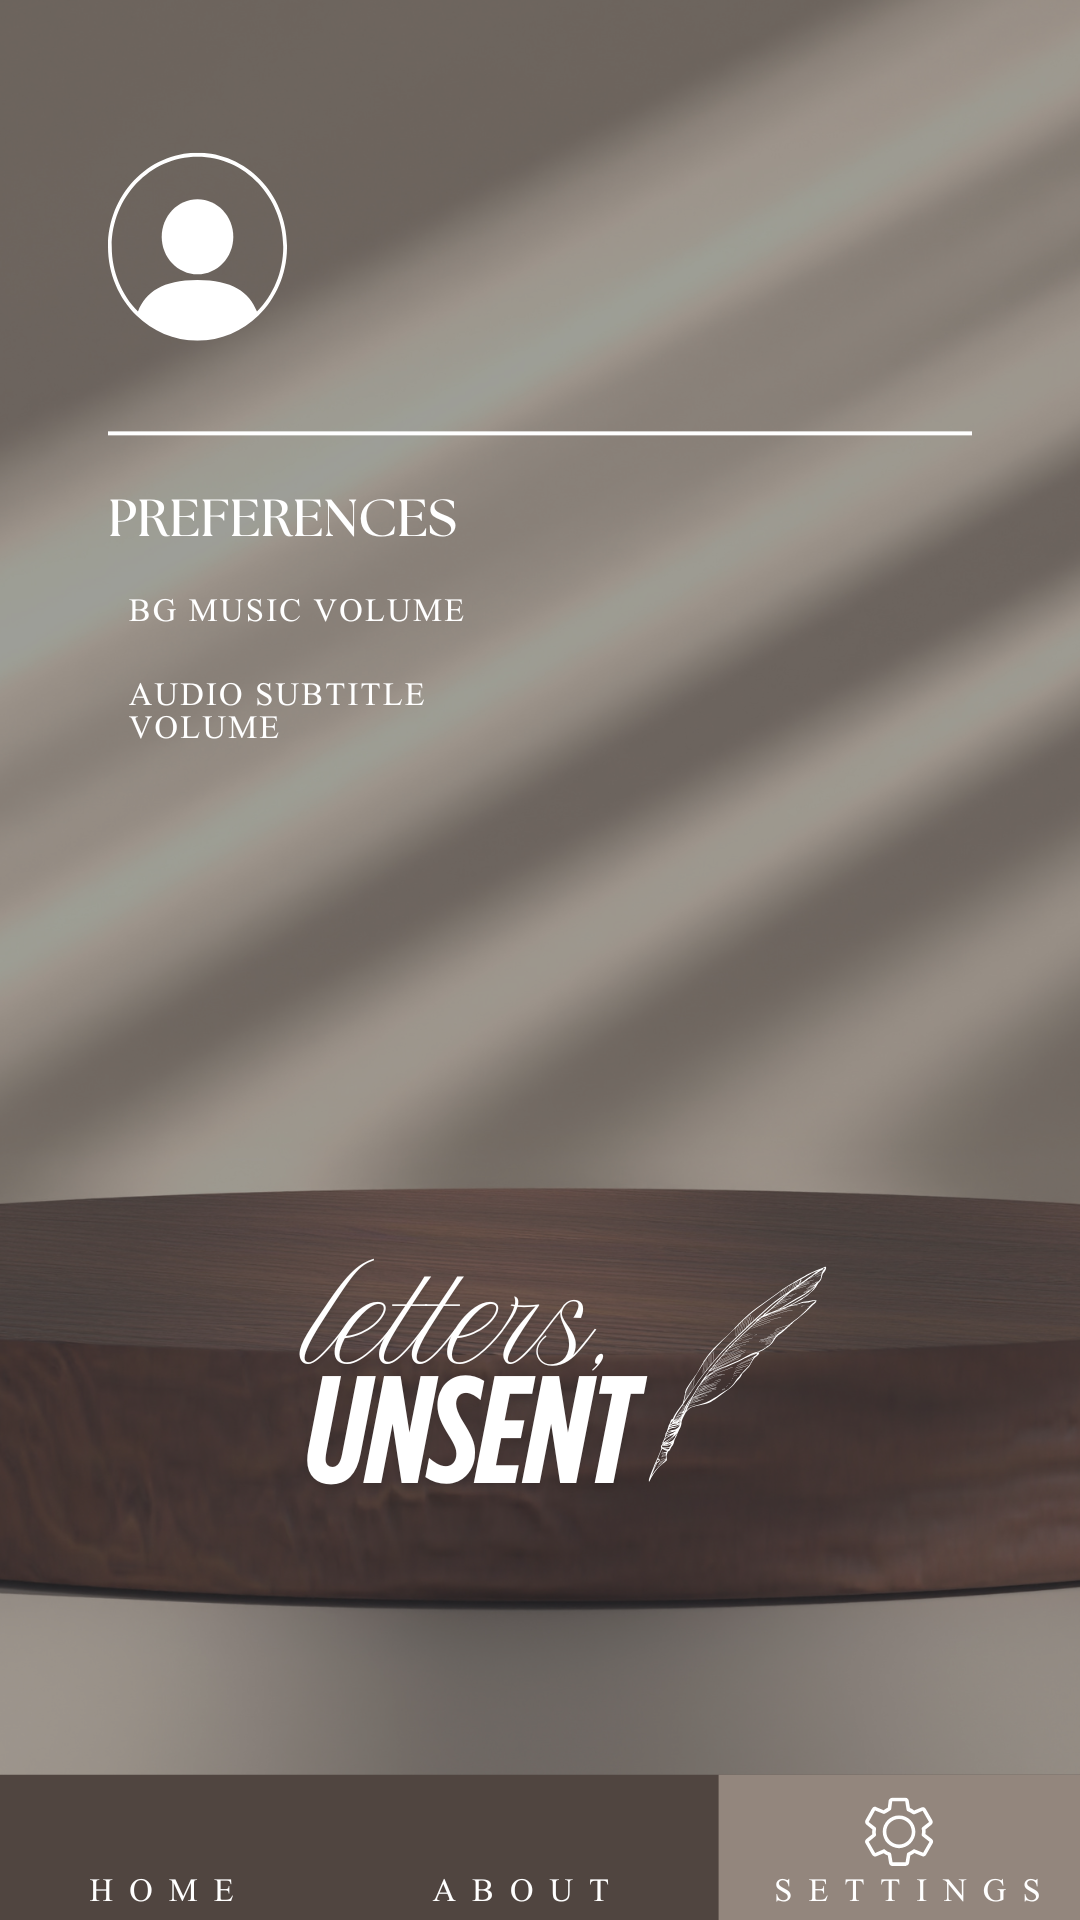 PREFERENCES
BG MUSIC VOLUME
AUDIO SUBTITLE
VOLUME
letters,
UNSENT
HOME ABOUT SETTINGS